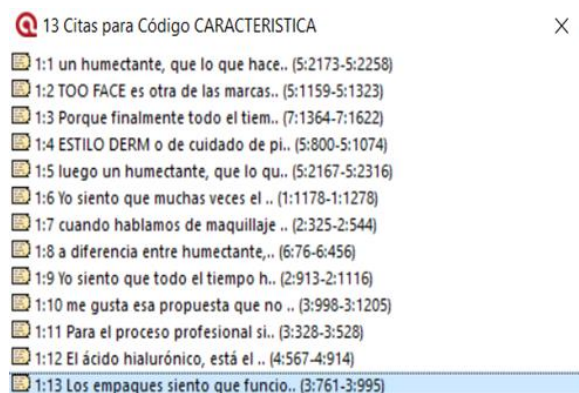 13 Citas para Código CARACTERISTICA
1:1 un humectante, que lo que hace.. (5:2173-5:2258)
1:2 TOO FACE es otra de las marcas.. (5:1159-5:1323)
1:3 Porque finalmente todo el tiem.. (7:1364-7:1622)
1:4 ESTILO DERM o de cuidado de pi.. (5:800-5:1074)
1:5 luego un humectante, que lo qu.. (5:2167-5:2316)
1:6 Yo siento que muchas veces el .. (1:1178-1:1278)
1:7 cuando hablamos de maquillaje .. (2:325-2:544)
1:8 a diferencia entre humectante,.. (6:76-6:456)
1:9 Yo siento que todo el tiempo h.. (2:913-2:1116)
1:10 me gusta esa propuesta que no .. (3:998-3:1205)
1:11 Para el proceso profesional si.. (3:328-3:528)
1:12 El ácido hialurónico, está el .. (4:567-4:914)
1:13 Los empaques siento que funcio.. (3:761-3:995)